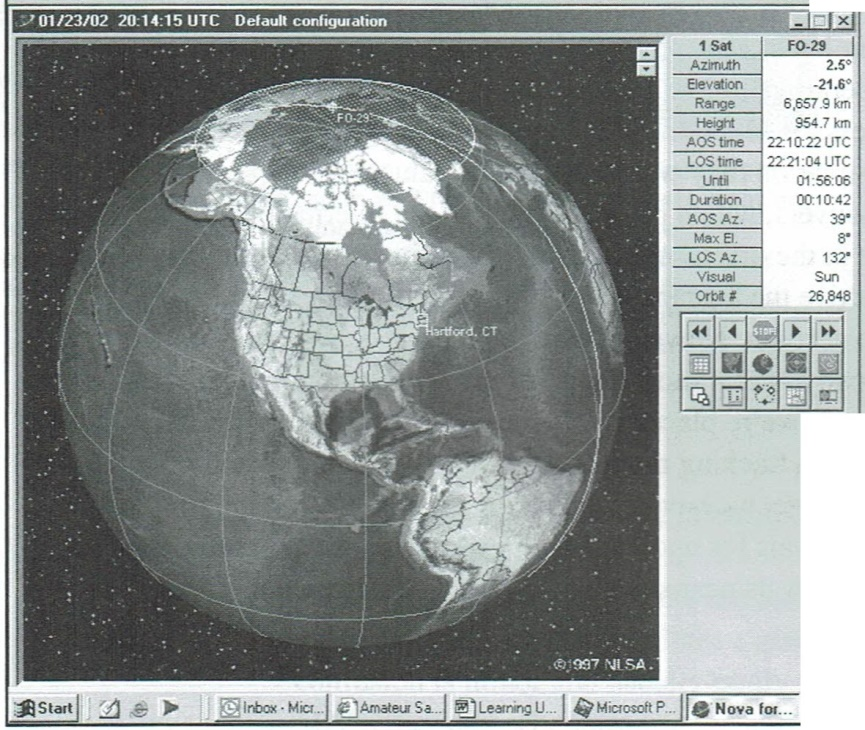 01/23/02 20:14:15 UTC Default configuration
FO-29
Hartford, CT
©1997 NLSA.
1 Sat FO-29
Azimuth 2.5°
Elevation -21.6°
Range 6,657.9 km
Height 954.7 km
AOS time 22:10:22 UTC
LOS time 22:21:04 UTC
Until 01:56:06
Duration 00:10:42
AOS Az. 39°
Max El. 8°
LOS Az. 132°
Visual Sun
Orbit # 26,848
STOP
Start Inbox - Micr... Amateur Sa... Learning U... Microsoft P... Nova for...